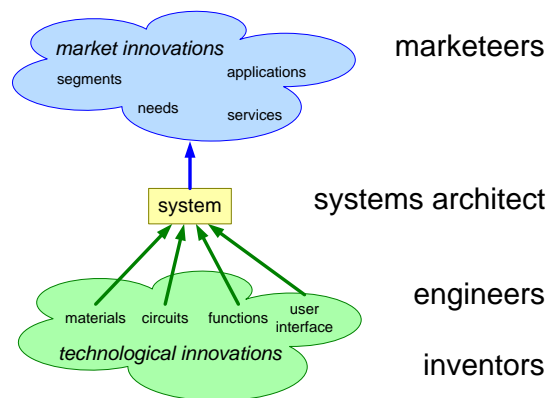 market innovations
marketeers
segments
applications
needs
services
system
systems architect
materials
circuits
functions
user
interface
engineers
technological innovations
inventors